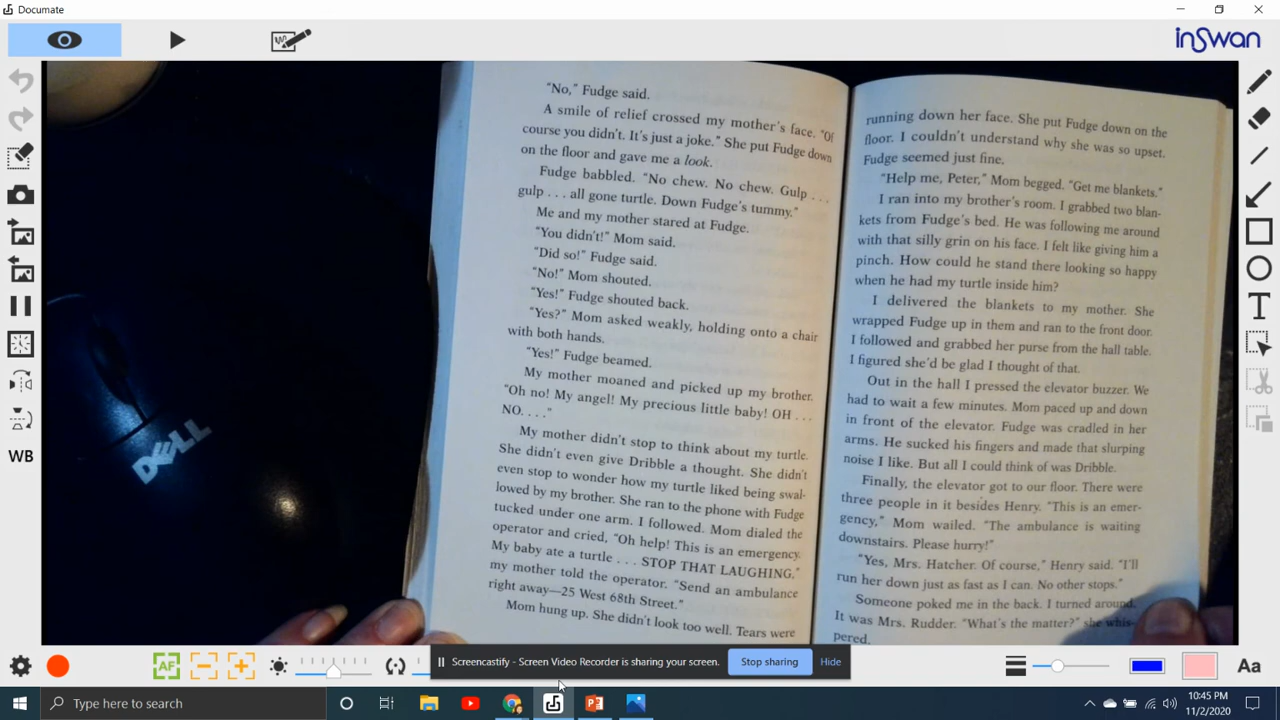 Documate
inswan
"No," Fudge said.
A smile of relief crossed my mother's face. "Of
course you didn't. It's just a joke." She put Fudge down
on the floor and gave me a look.
Fudge babbled. "No chew. No chew. Gulp . . .
gulp . . . all gone turtle. Down Fudge's tummy."
Me and my mother stared at Fudge.
"You didn't!" Mom said.
"Did so!" Fudge said.
"No!" Mom shouted.
"Yes!" Fudge shouted back.
"Yes?" Mom asked weakly, holding onto a chair
with both hands.
"Yes!" Fudge beamed.
My mother moaned and picked up my brother.
"Oh no! My angel! My precious little baby! OH . . .
NO. . . ."
My mother didn't stop to think about my turtle.
She didn't even give Dribble a thought. She didn't
even stop to wonder how my turtle liked being swal-
lowed by my brother. She ran to the phone with Fudge
tucked under one arm. I followed. Mom dialed the
operator and cried, "Oh help! This is an emergency.
My baby ate a turtle . . . STOP THAT LAUGHING,"
my mother told the operator. "Send an ambulance
right away—25 West 68th Street."
Mom hung up. She didn't look too well. Tears were
running down her face. She put Fudge down on the
floor. I couldn't understand why she was so upset.
Fudge seemed just fine.
"Help me, Peter," Mom begged. "Get me blankets."
I ran into my brother's room. I grabbed two blan-
kets from Fudge's bed. He was following me around
with that silly grin on his face. I felt like giving him a
pinch. How could he stand there looking so happy
when he had my turtle inside him?
I delivered the blankets to my mother. She
wrapped Fudge up in them and ran to the front door.
I followed and grabbed her purse from the hall table.
I figured she'd be glad I thought of that.
Out in the hall I pressed the elevator buzzer. We
had to wait a few minutes. Mom paced up and down
in front of the elevator. Fudge was cradled in her
arms. He sucked his fingers and made that slurping
noise I like. But all I could think of was Dribble.
Finally, the elevator got to our floor. There were
three people in it besides Henry. "This is an emer-
gency," Mom wailed. "The ambulance is waiting
downstairs. Please hurry!"
"Yes, Mrs. Hatcher. Of course," Henry said. "I'll
run her down just as fast as I can. No other stops."
Someone poked me in the back. I turned around.
It was Mrs. Rudder. "What's the matter?" she whis-
pered.
DELL
WB
T
AF
Screencastify - Screen Video Recorder is sharing your screen.
Stop sharing
Hide
Aa
Type here to search
10:45 PM
11/2/2020